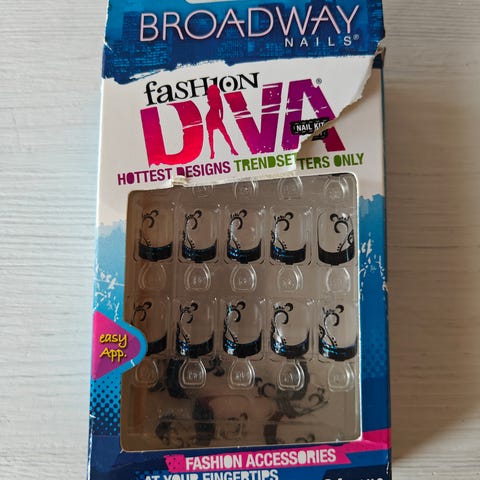 BROADWAY
NAILS®
fasHION
DIVA®
NAIL KIT
HOTTEST DESIGNS TRENDSETTERS ONLY
easy
App.
FASHION ACCESSORIES
AT YOUR FINGERTIPS